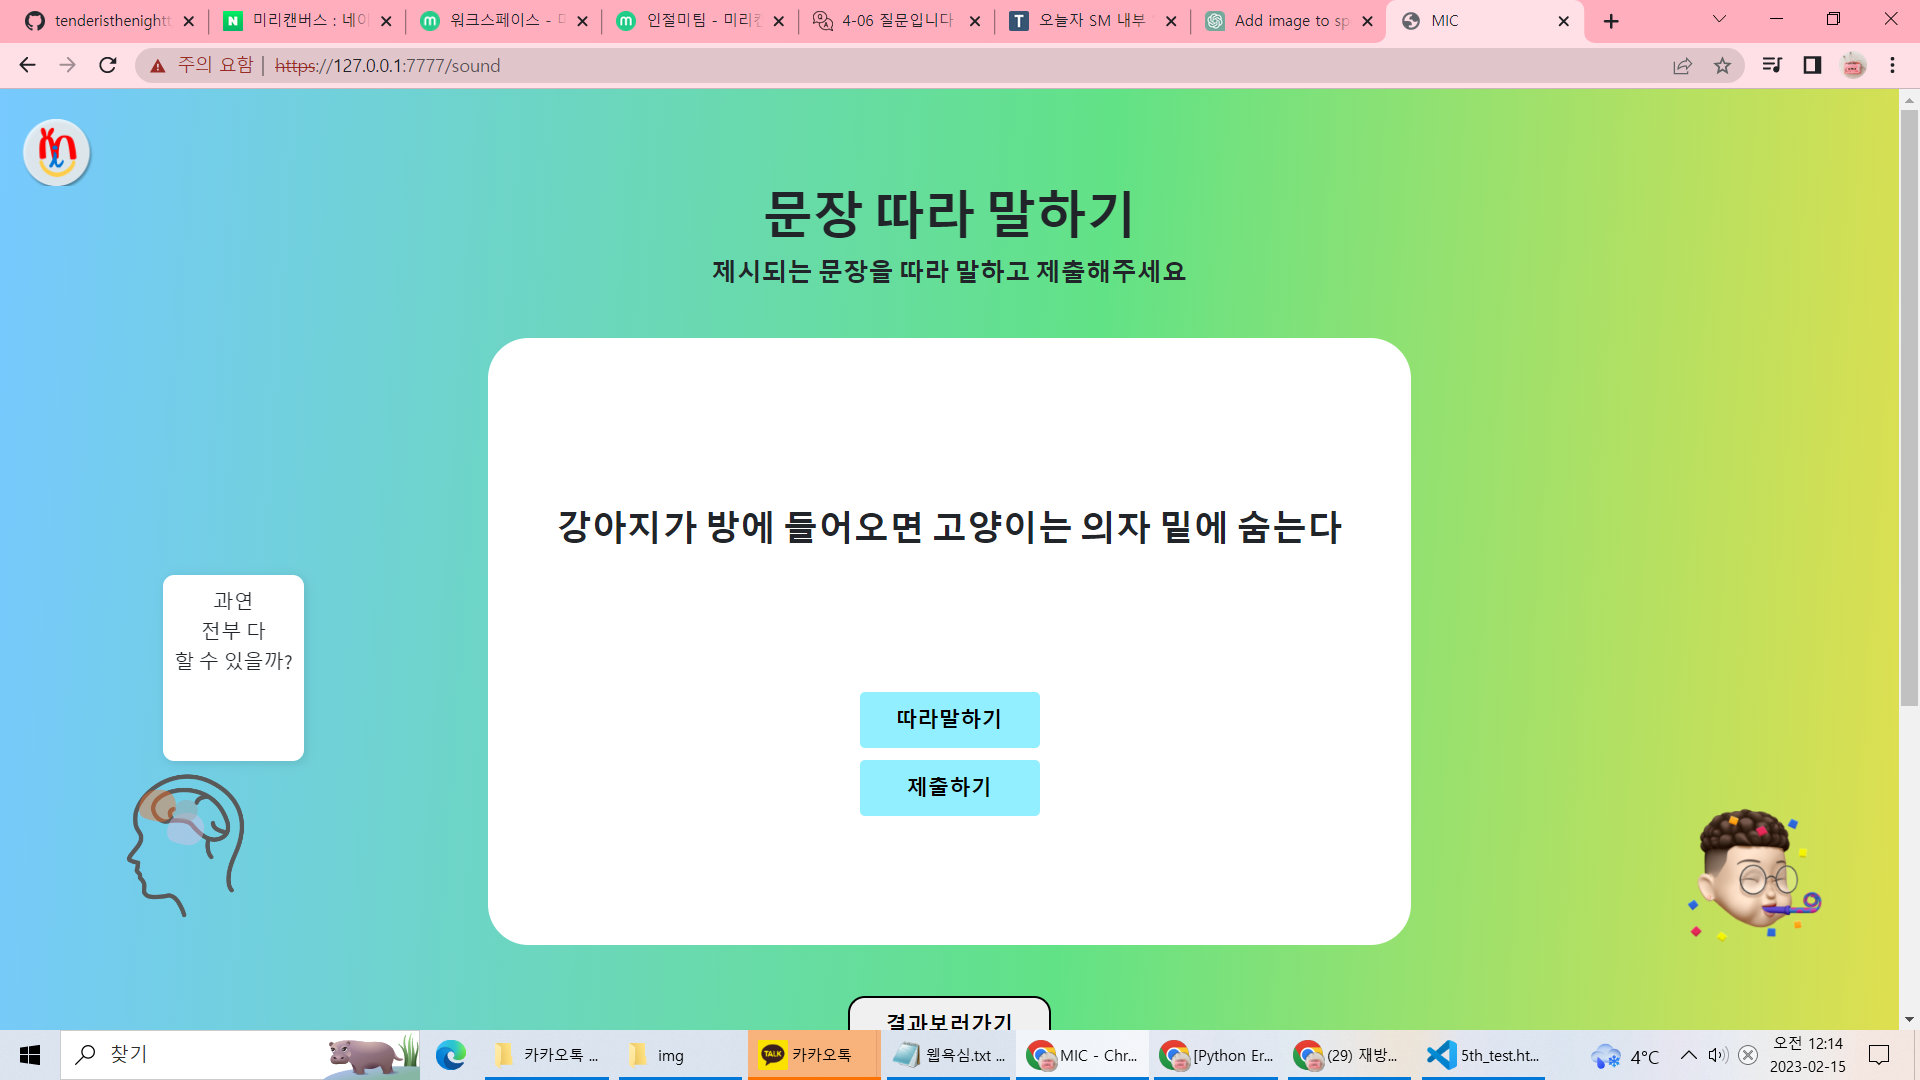 tenderisthenightt
미리캔버스 : 네이
워크스페이스 - 미
인절미팀 - 미리캔
4-06 질문입니다
오늘자 SM 내부
Add image to sp
MIC
주의 요함 | https://127.0.0.1:7777/sound
문장 따라 말하기
제시되는 문장을 따라 말하고 제출해주세요
강아지가 방에 들어오면 고양이는 의자 밑에 숨는다
과연
전부 다
할 수 있을까?
따라말하기
제출하기
결과보러가기
찾기
카카오톡 ...
img
TALK
카카오톡
웹욕심.txt ...
MIC - Chr...
[Python Er...
(29) 재방...
5th_test.ht...
4°C
오전 12:14
2023-02-15